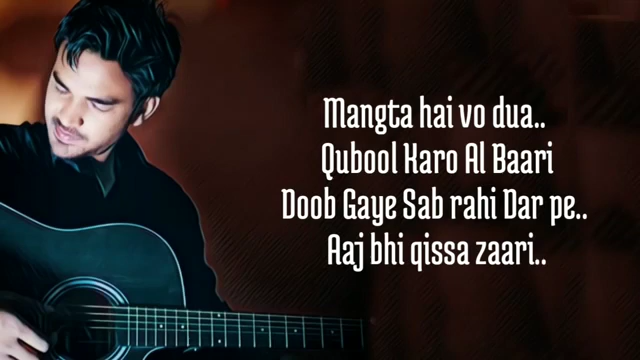 Mangta hai vo dua..
Qubool Karo Al Baari
Doob Gaye Sab rahi Dar pe..
Aaj bhi qissa zaari..